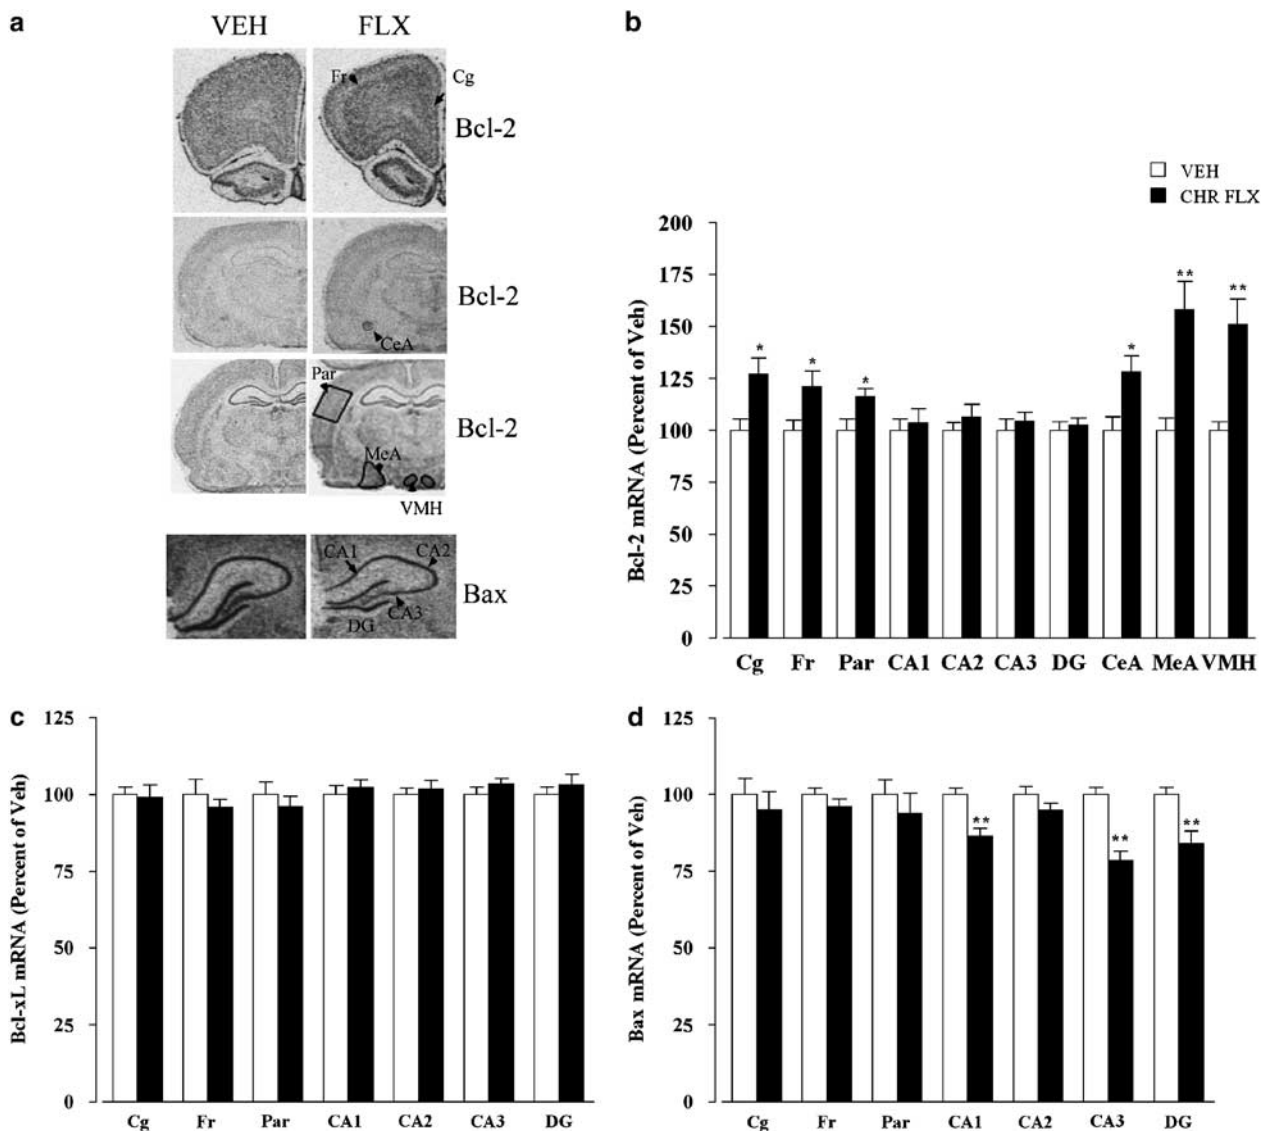 a
VEH FLX
Fr
Cg
Bcl-2
Bcl-2
CeA
Par
Bcl-2
MeA
VMH
CA1
CA2
Bax
CA3
DG
b
VEH
CHR FLX
Bcl-2 mRNA (Percent of Veh)
200
175
150
125
100
75
50
25
0
*
*
*
*
**
**
Cg Fr Par CA1 CA2 CA3 DG CeA MeA VMH
c
Bcl-xL mRNA (Percent of Veh)
125
100
75
50
25
0
Cg Fr Par CA1 CA2 CA3 DG
d
Bax mRNA (Percent of Veh)
125
100
75
50
25
0
**
**
**
Cg Fr Par CA1 CA2 CA3 DG